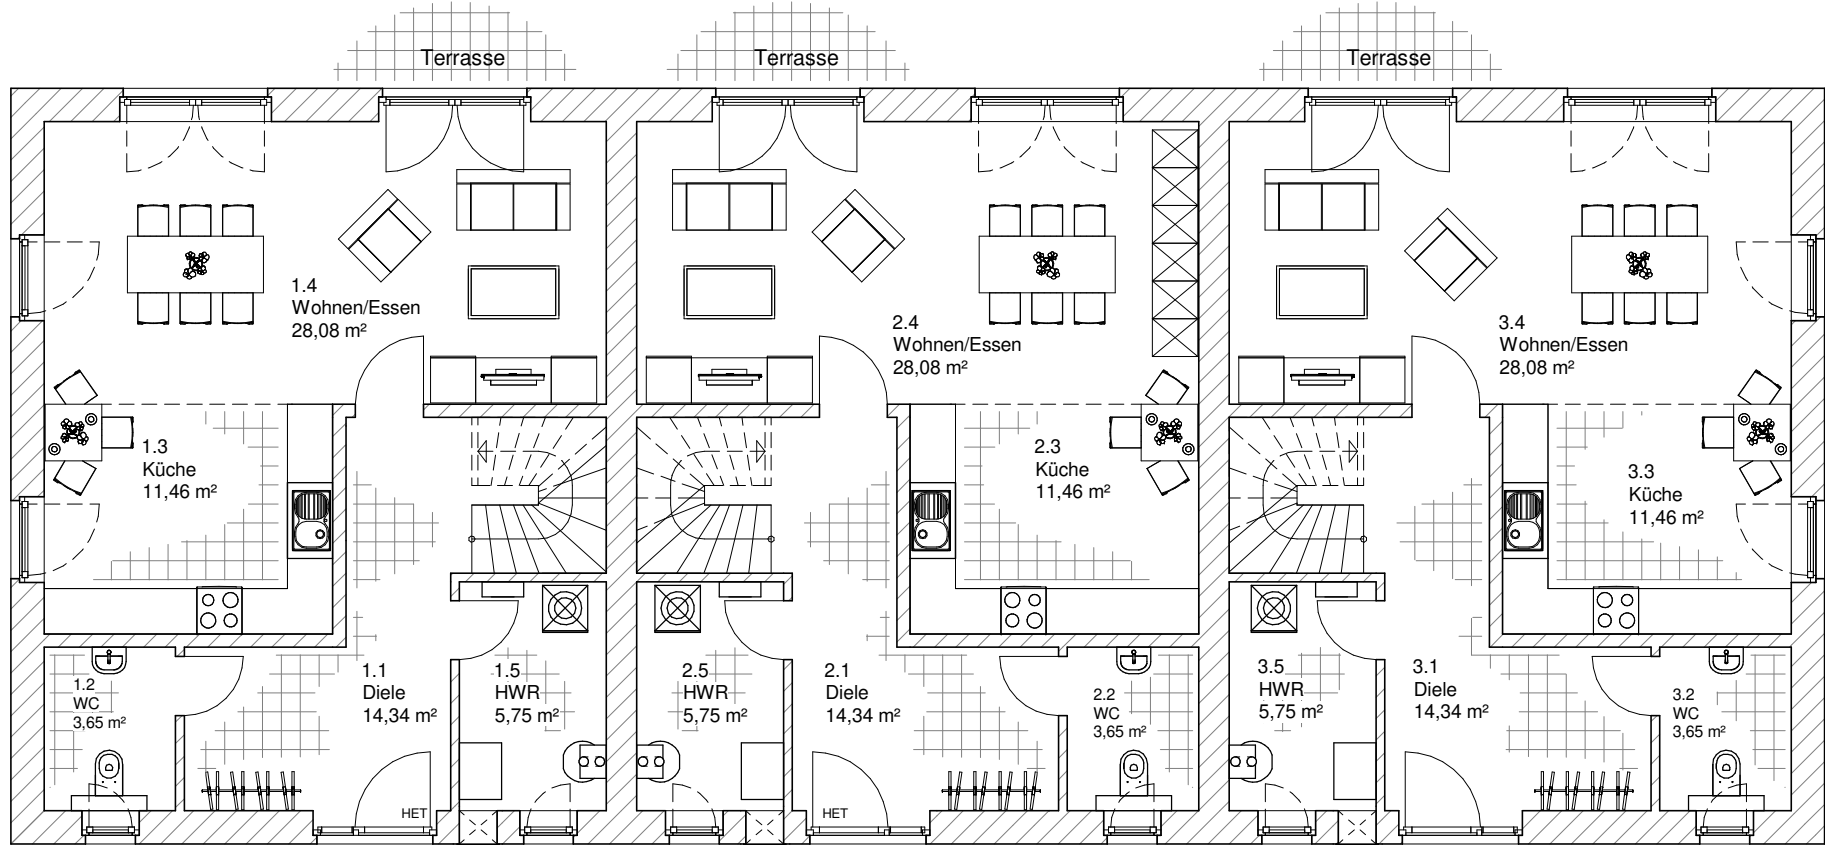 Terrasse
Terrasse
Terrasse
1.4
Wohnen/Essen
28,08 m²
2.4
Wohnen/Essen
28,08 m²
3.4
Wohnen/Essen
28,08 m²
1.3
Küche
11,46 m²
2.3
Küche
11,46 m²
3.3
Küche
11,46 m²
1.2
WC
3,65 m²
1.1
Diele
14,34 m²
1.5
HWR
5,75 m²
2.5
HWR
5,75 m²
2.1
Diele
14,34 m²
2.2
WC
3,65 m²
3.5
HWR
5,75 m²
3.1
Diele
14,34 m²
3.2
WC
3,65 m²
HET
HET